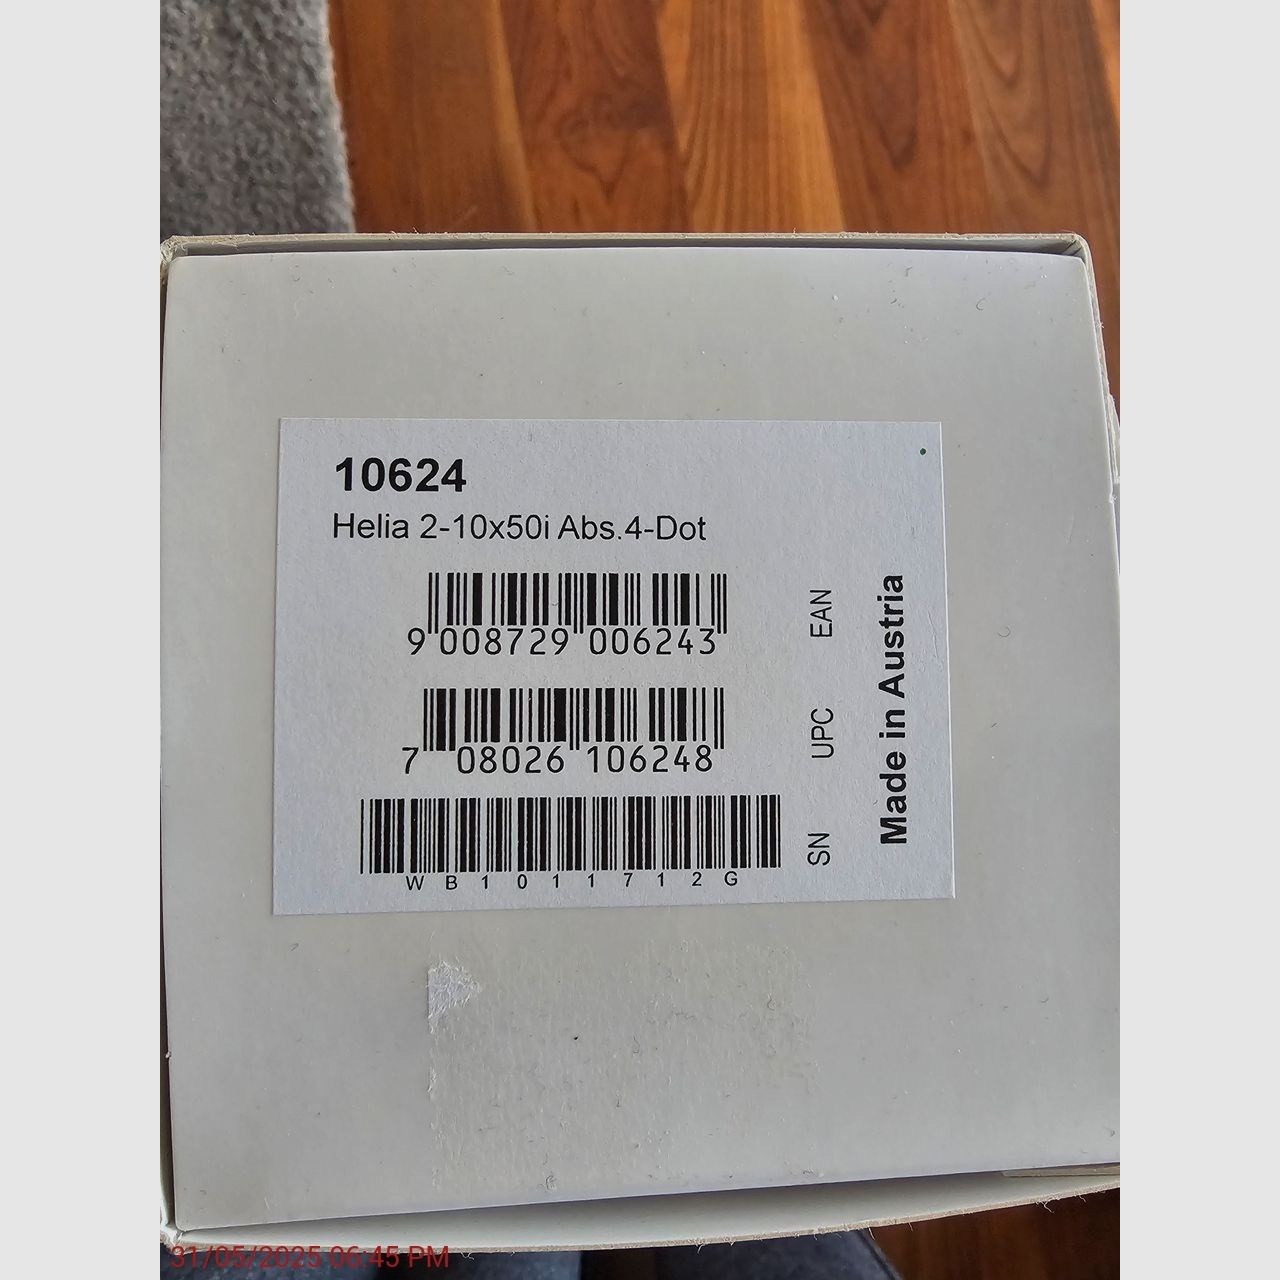 10624
Helia 2-10x50i Abs.4-Dot
9 008729 006243
EAN
7 08026 106248
UPC
WB1011712G
SN
Made in Austria
31/05/2025 06:45 PM